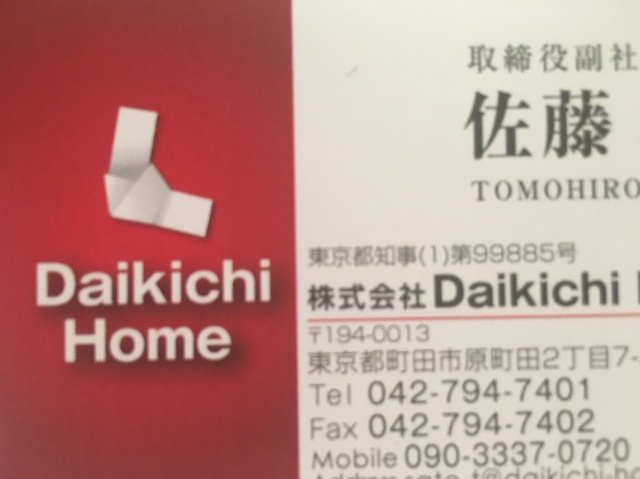 Daikichi
Home
取締役副社
佐藤
TOMOHIRO
東京都知事(1)第99885号
株式会社Daikichi
〒194-0013
東京都町田市原町田2丁目7-
Tel 042-794-7401
Fax 042-794-7402
Mobile 090-3337-0720